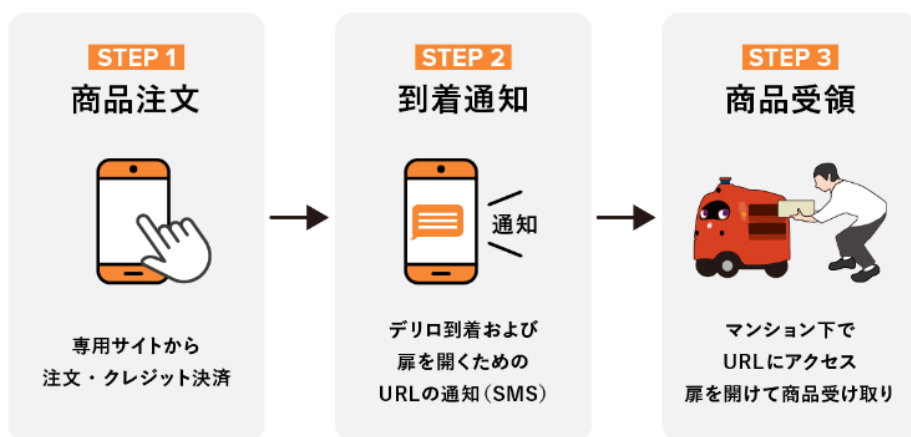 STEP 1
商品注文
専用サイトから
注文・クレジット決済
STEP 2
到着通知
通知
デリロ到着および
扉を開くための
URLの通知(SMS)
STEP 3
商品受領
マンション下で
URLにアクセス
扉を開けて商品受け取り